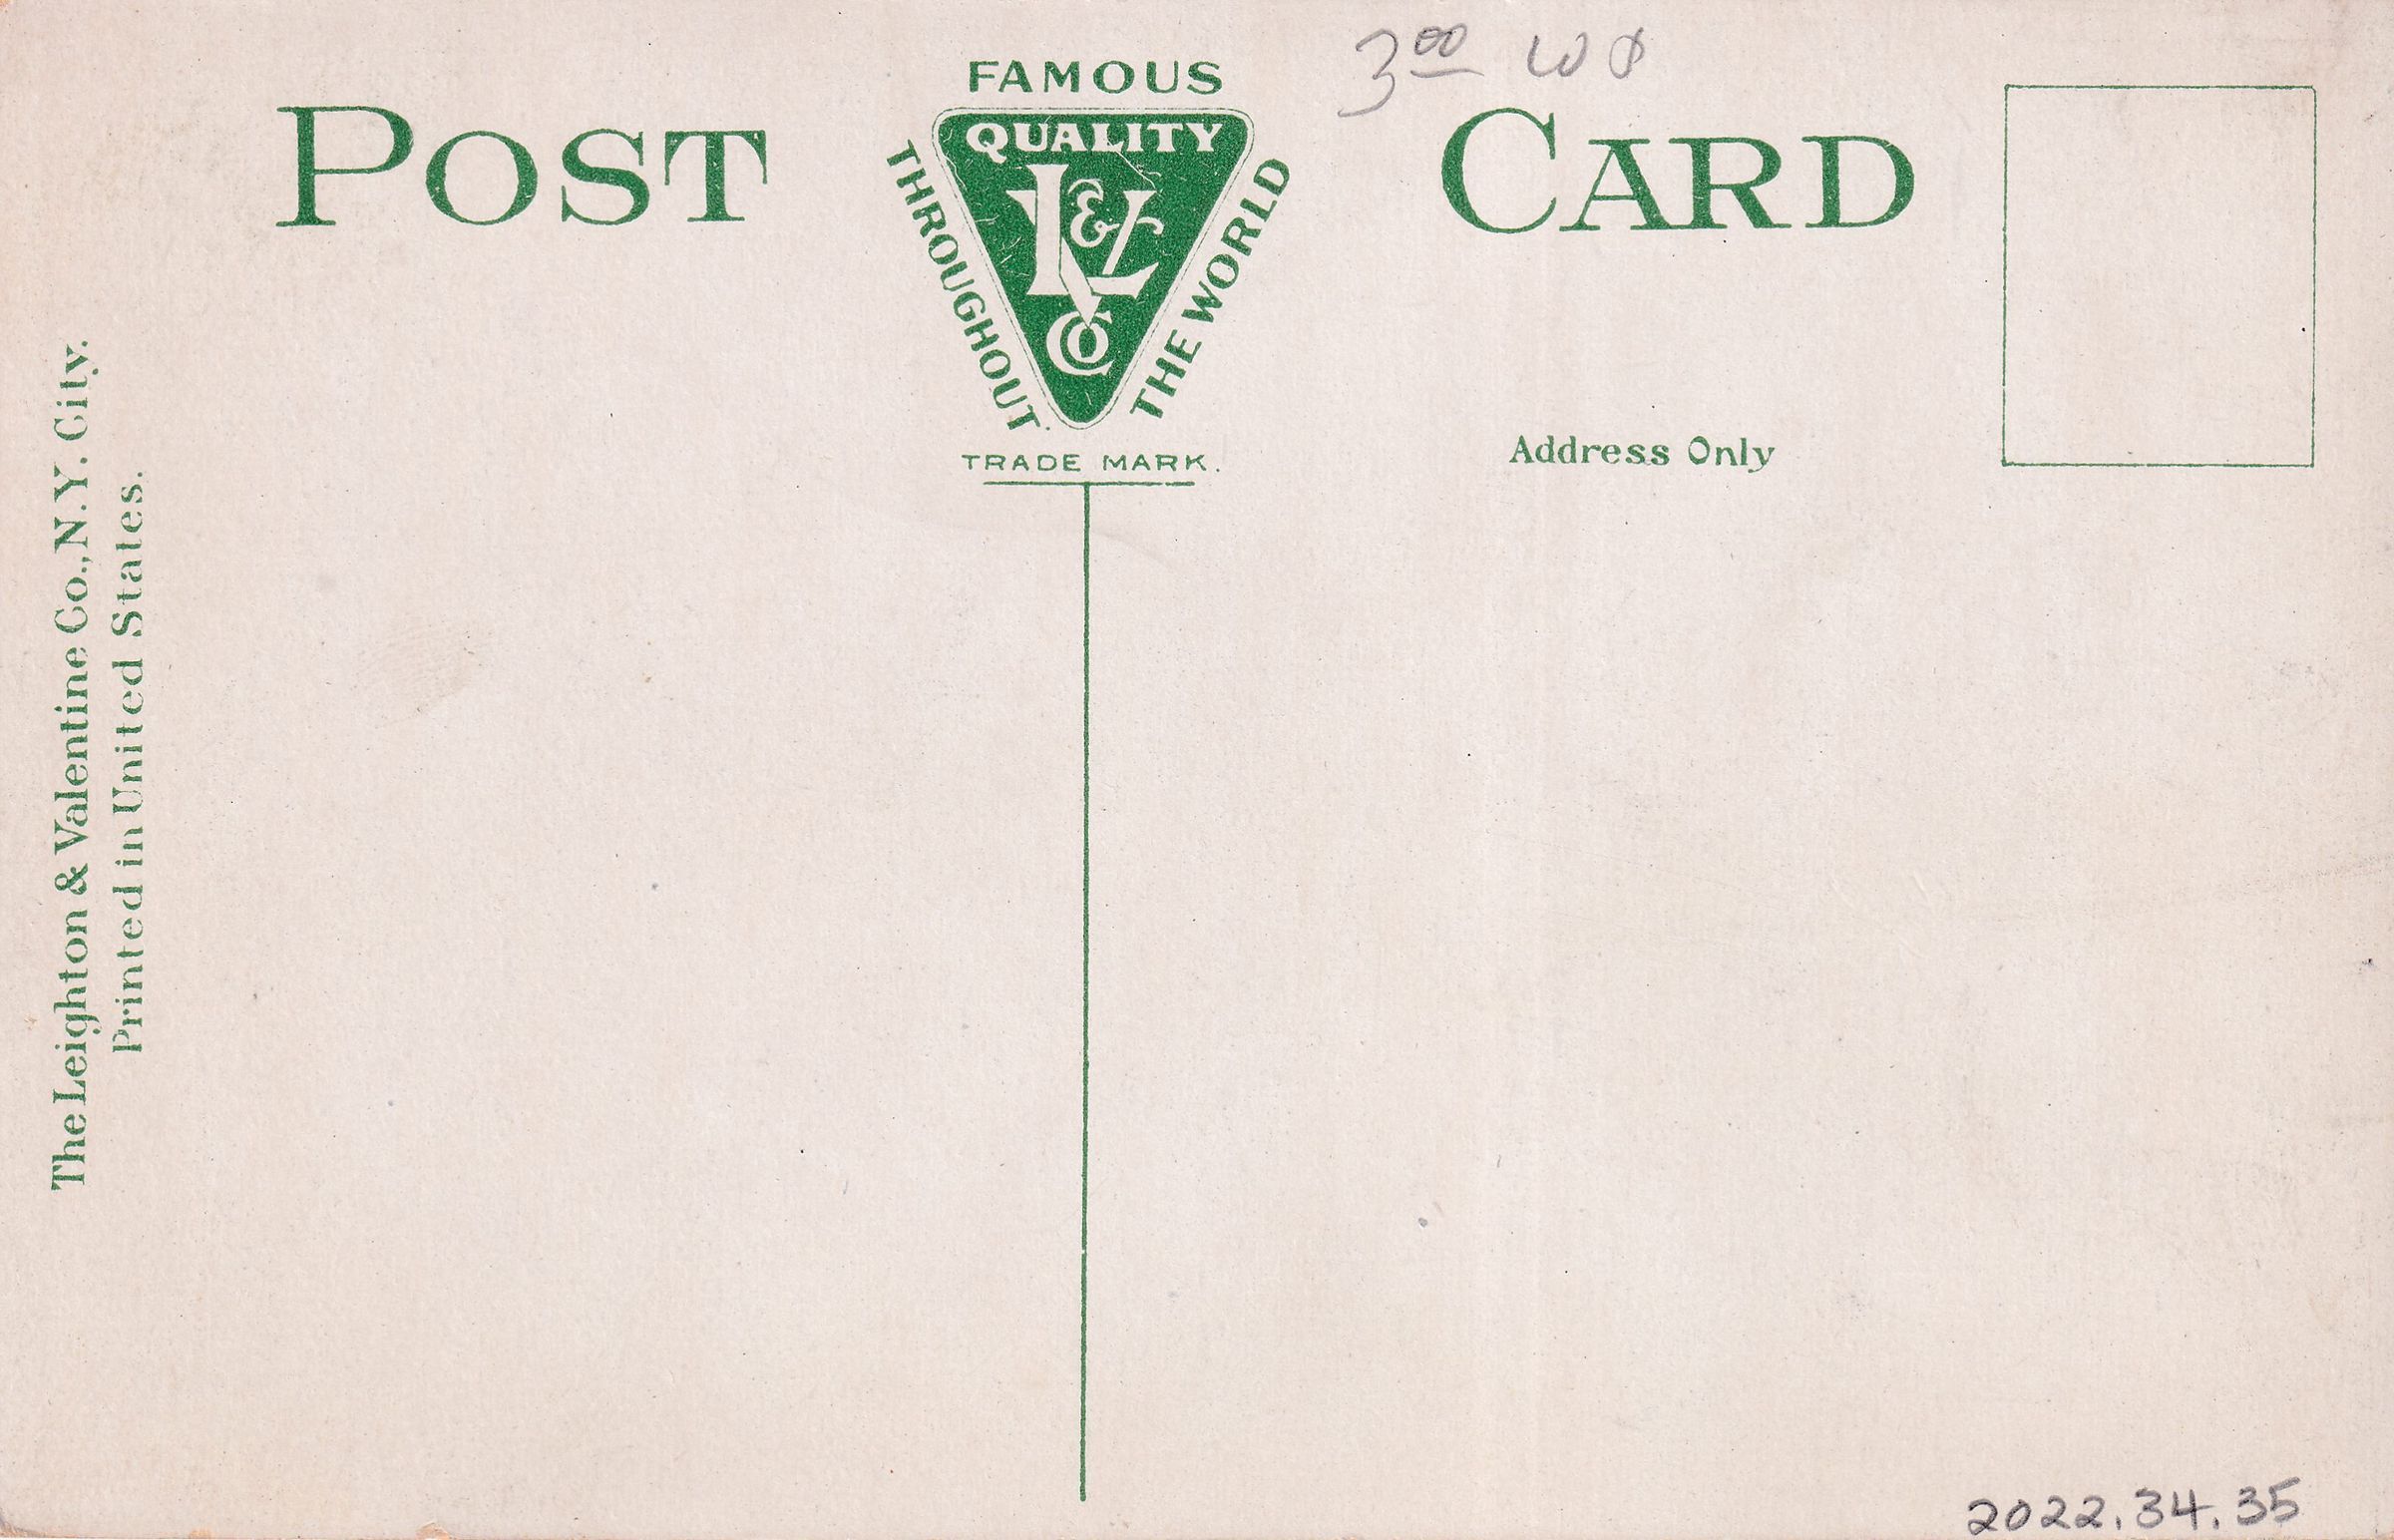 3 00 W
POST CARD
FAMOUS
QUALITY
THROUGHOUT
THE WORLD
L & V Co
TRADE MARK.
Address Only
The Leighton & Valentine Co., N.Y. City.
Printed in United States.
2022.34.35